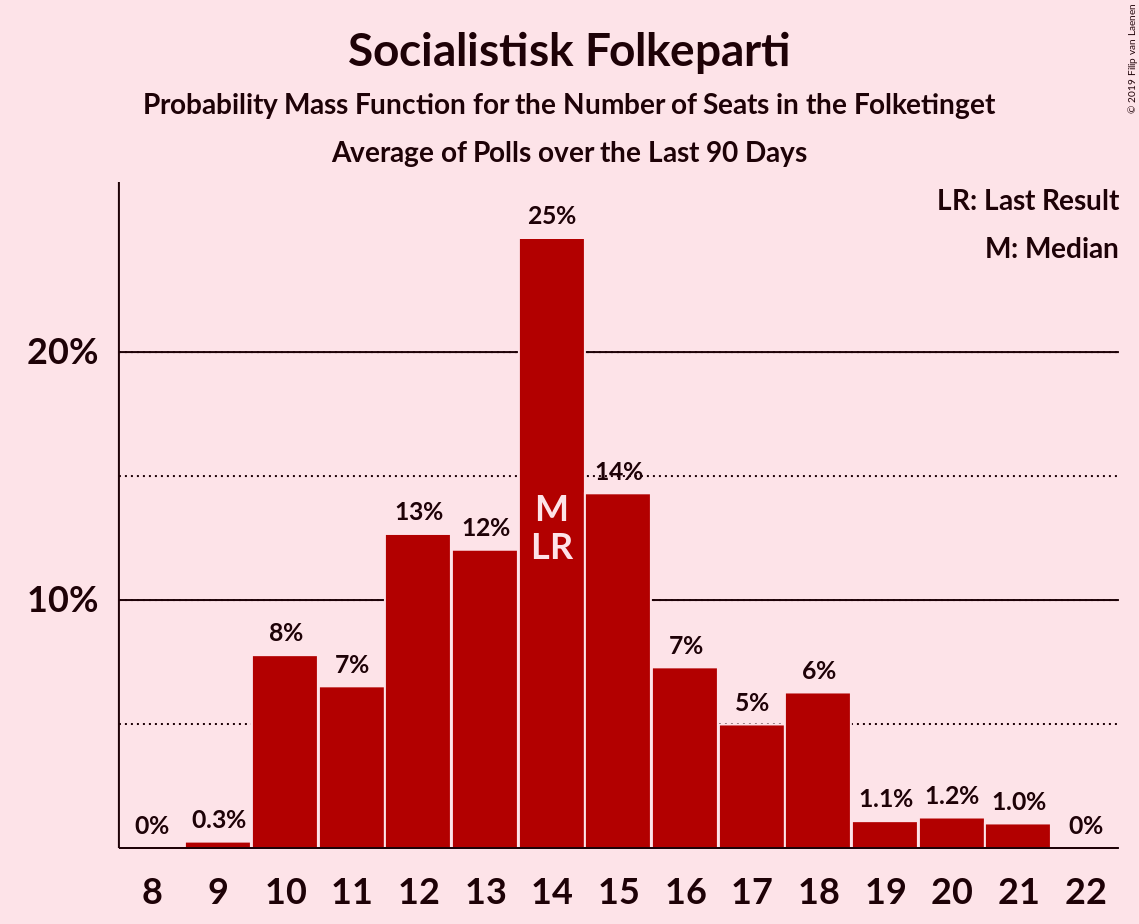 Socialistisk Folkeparti
Probability Mass Function for the Number of Seats in the Folketinget
Average of Polls over the Last 90 Days
© 2019 Filip van Laenen
LR: Last Result
M: Median
20%
10%
0%
0.3%
8%
7%
13%
12%
25%
14%
7%
5%
6%
1.1%
1.2%
1.0%
0%
M
LR
8 9 10 11 12 13 14 15 16 17 18 19 20 21 22